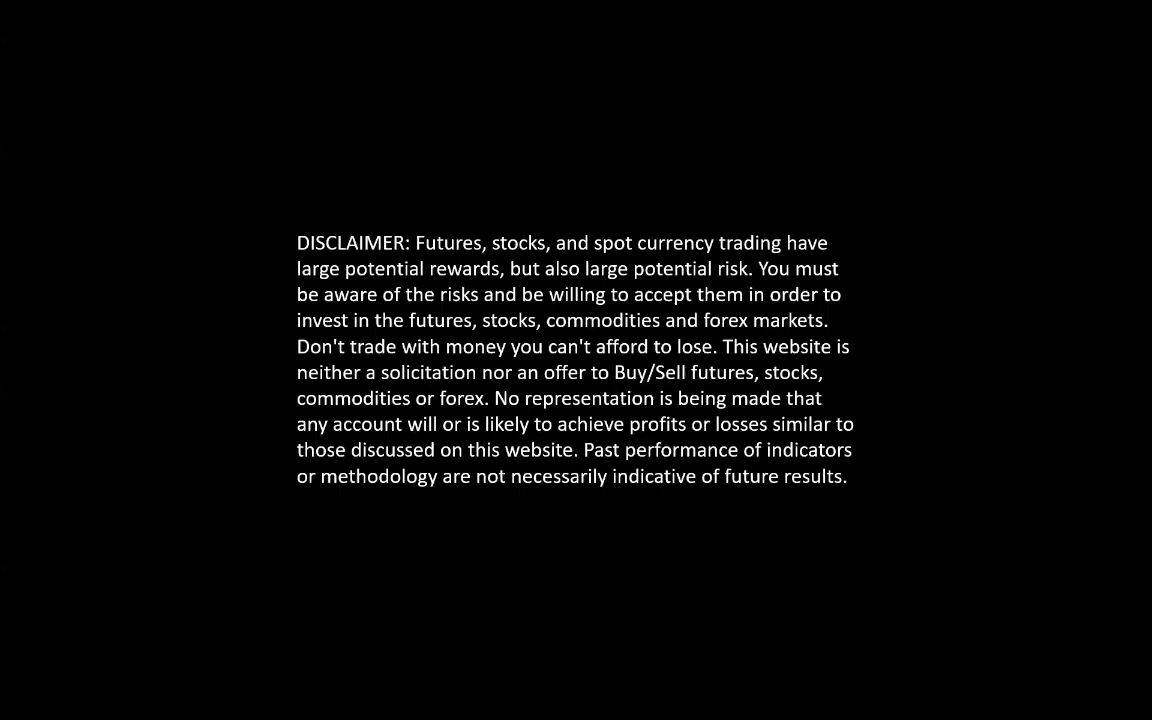 DISCLAIMER: Futures, stocks, and spot currency trading have
large potential rewards, but also large potential risk. You must
be aware of the risks and be willing to accept them in order to
invest in the futures, stocks, commodities and forex markets.
Don't trade with money you can't afford to lose. This website is
neither a solicitation nor an offer to Buy/Sell futures, stocks,
commodities or forex. No representation is being made that
any account will or is likely to achieve profits or losses similar to
those discussed on this website. Past performance of indicators
or methodology are not necessarily indicative of future results.